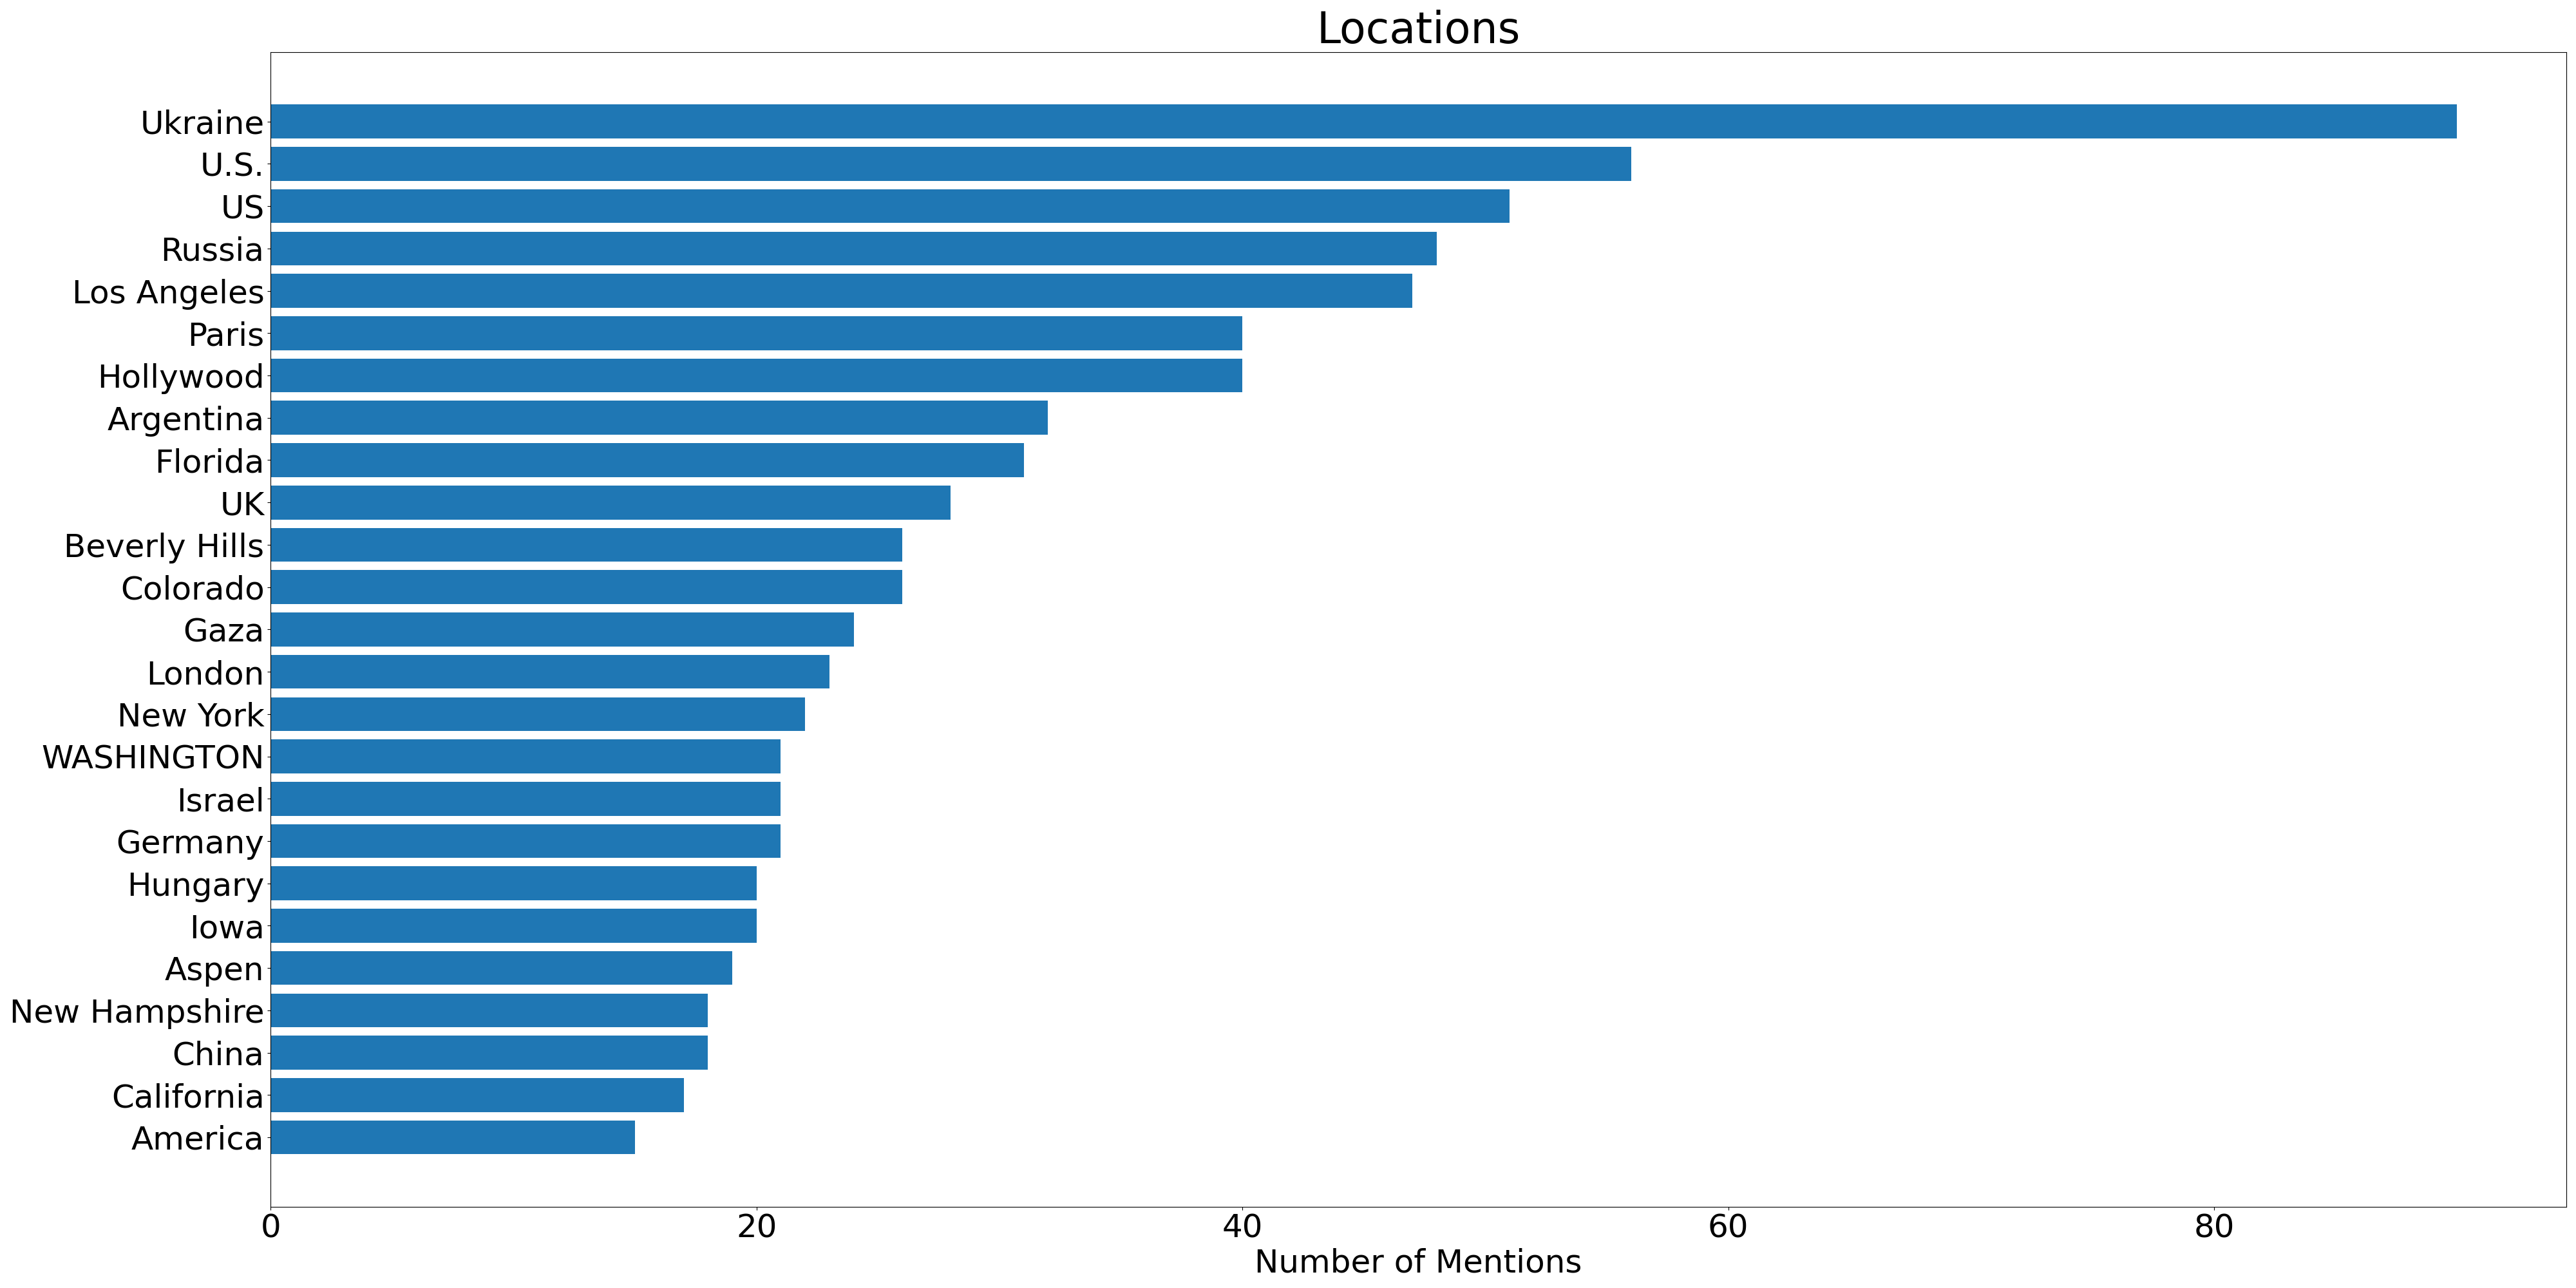 Locations
Ukraine
U.S.
US
Russia
Los Angeles
Paris
Hollywood
Argentina
Florida
UK
Beverly Hills
Colorado
Gaza
London
New York
WASHINGTON
Israel
Germany
Hungary
Iowa
Aspen
New Hampshire
China
California
America
0 20 40 60 80
Number of Mentions